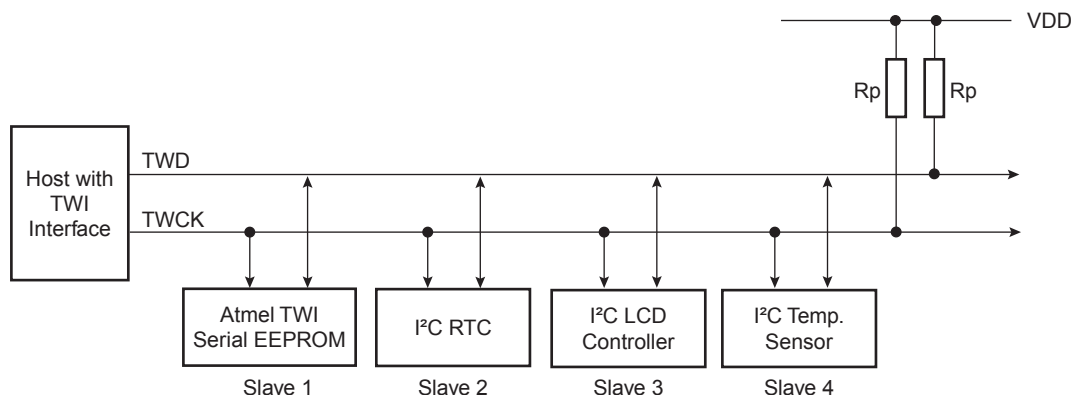 VDD
Rp
Rp
Host with
TWI
Interface
TWD
TWCK
Atmel TWI
Serial EEPROM
I²C RTC
I²C LCD
Controller
I²C Temp.
Sensor
Slave 1
Slave 2
Slave 3
Slave 4